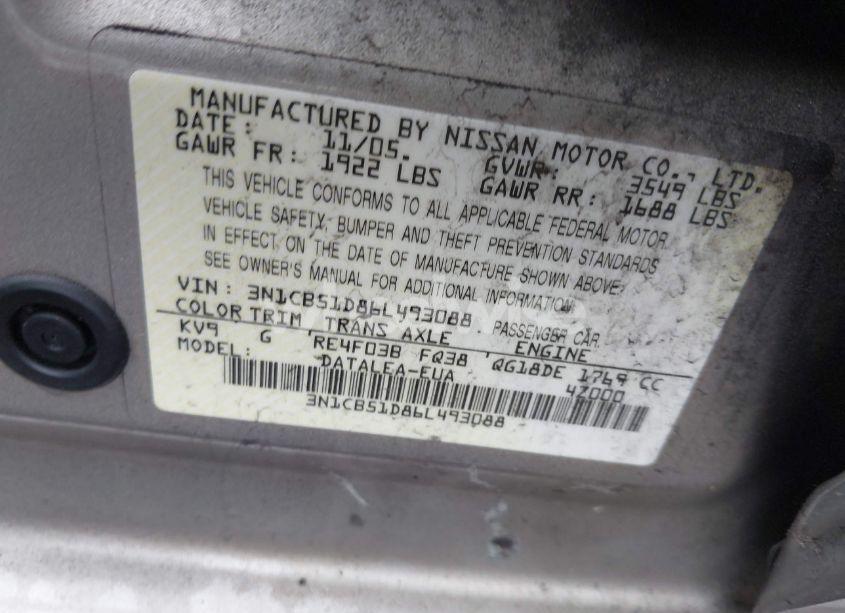 MANUFACTURED BY NISSAN MOTOR CO., LTD.
DATE: 11/05. GVWR: 3549 LBS
GAWR FR: 1922 LBS GAWR RR: 1688 LBS
THIS VEHICLE CONFORMS TO ALL APPLICABLE FEDERAL MOTOR
VEHICLE SAFETY, BUMPER AND THEFT PREVENTION STANDARDS
IN EFFECT ON THE DATE OF MANUFACTURE SHOWN ABOVE.
SEE OWNER'S MANUAL FOR ADDITIONAL INFORMATION.
VIN: 3N1CB51D86L493088 PASSENGER CAR
COLOR TRIM TRANS AXLE ENGINE
KV9 G RE4F03B FQ38 QG18DE 1769 CC
MODEL: DATALEA-EUA 4Z000
3N1CB51D86L493088